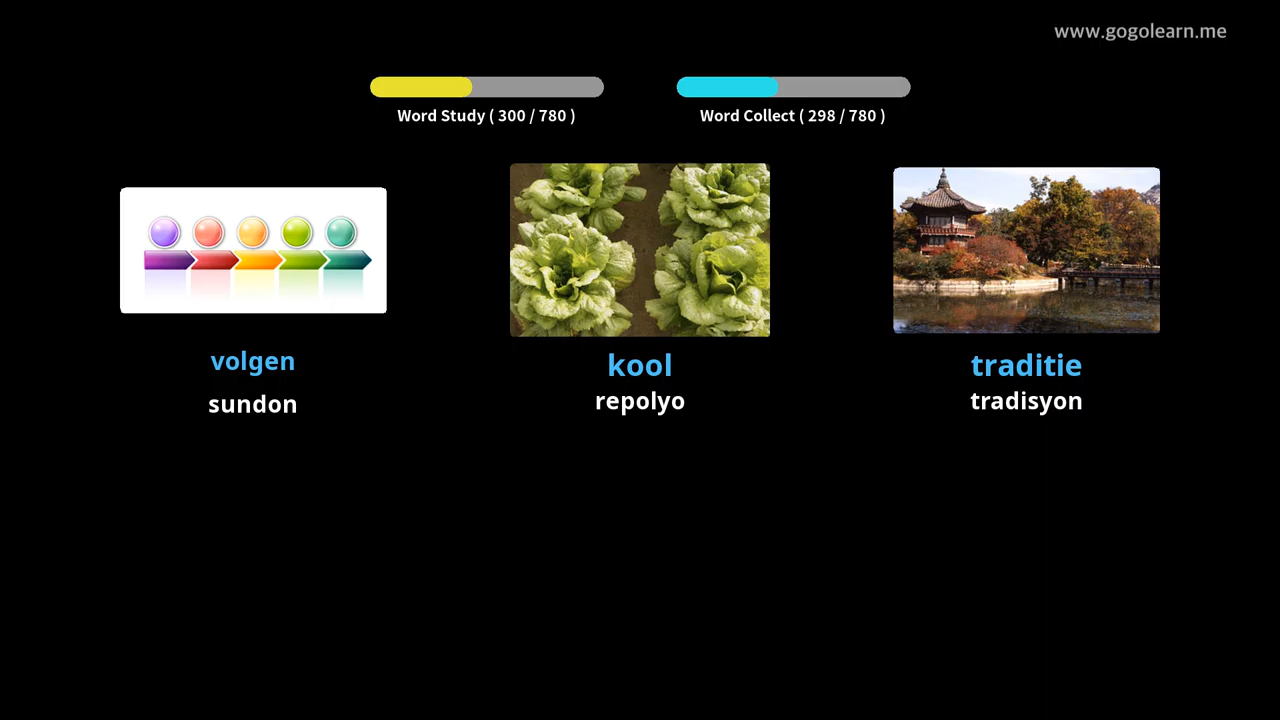 www.gogolearn.me
Word Study ( 300 / 780 )
Word Collect ( 298 / 780 )
volgen
sundon
kool
repolyo
traditie
tradisyon